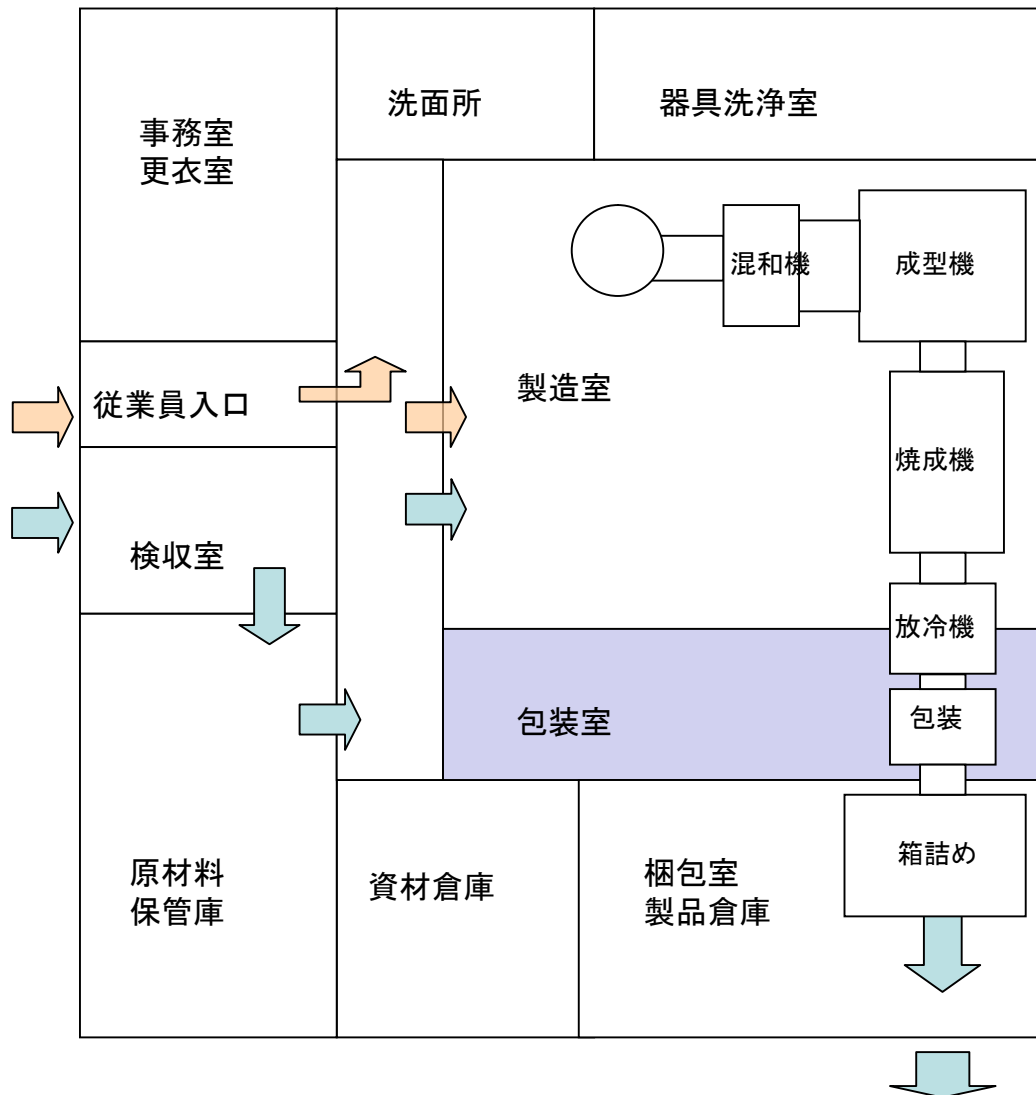 洗面所
器具洗浄室
事務室
更衣室
混和機
成型機
製造室
従業員入口
焼成機
検収室
放冷機
包装室
包装
原材料
保管庫
資材倉庫
梱包室
製品倉庫
箱詰め